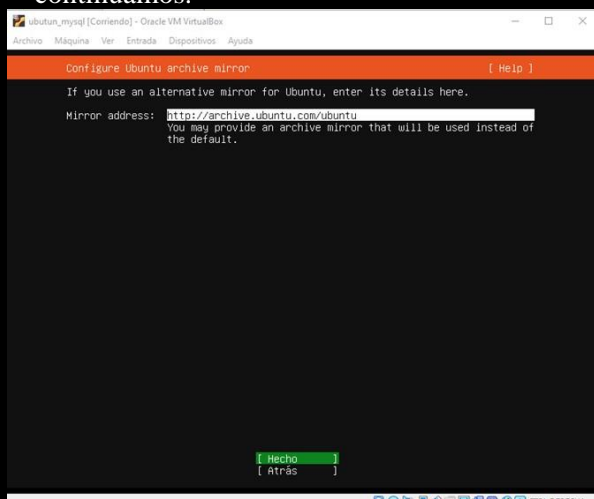 continuamos.
ubutun_mysql [Corriendo] - Oracle VM VirtualBox
Archivo Máquina Ver Entrada Dispositivos Ayuda
Configure Ubuntu archive mirror [ Help ]
If you use an alternative mirror for Ubuntu, enter its details here.
Mirror address: http://archive.ubuntu.com/ubuntu
You may provide an archive mirror that will be used instead of
the default.
[ Hecho ]
[ Atrás ]